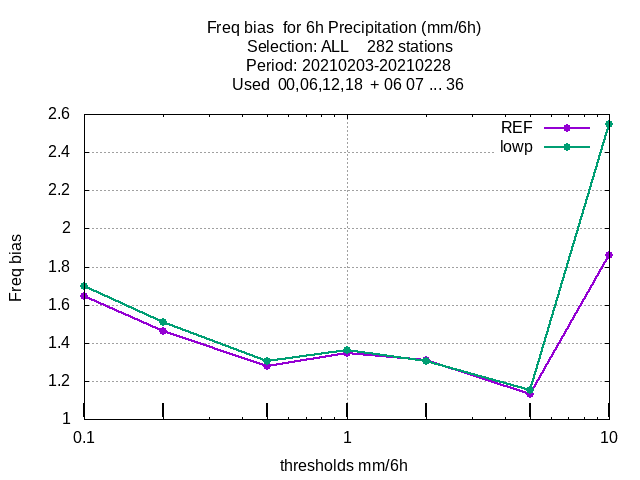 Freq bias  for 6h Precipitation (mm/6h)
Selection: ALL    282 stations
Period: 20210203-20210228
Used  00,06,12,18  + 06 07 ... 36
REF
lowp
2.6
2.4
2.2
2
1.8
1.6
1.4
1.2
1
Freq bias
0.1 1 10
thresholds mm/6h